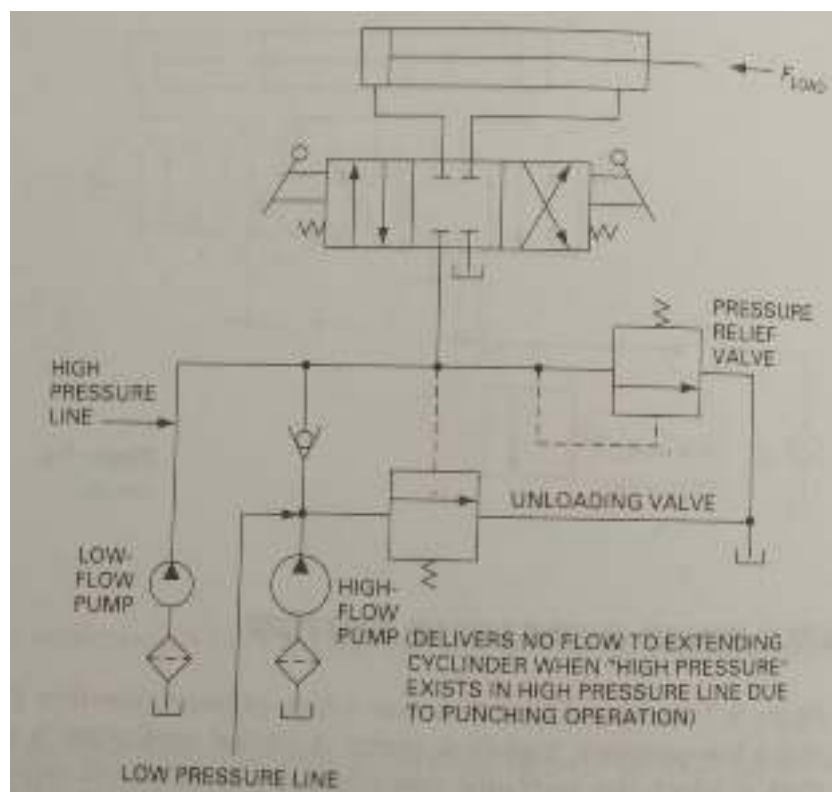 F LOAD
PRESSURE
RELIEF
VALVE
HIGH
PRESSURE
LINE
UNLOADING VALVE
LOW-
FLOW
PUMP
HIGH-
FLOW
PUMP
(DELIVERS NO FLOW TO EXTENDING
CYCLINDER WHEN "HIGH PRESSURE"
EXISTS IN HIGH PRESSURE LINE DUE
TO PUNCHING OPERATION)
LOW PRESSURE LINE